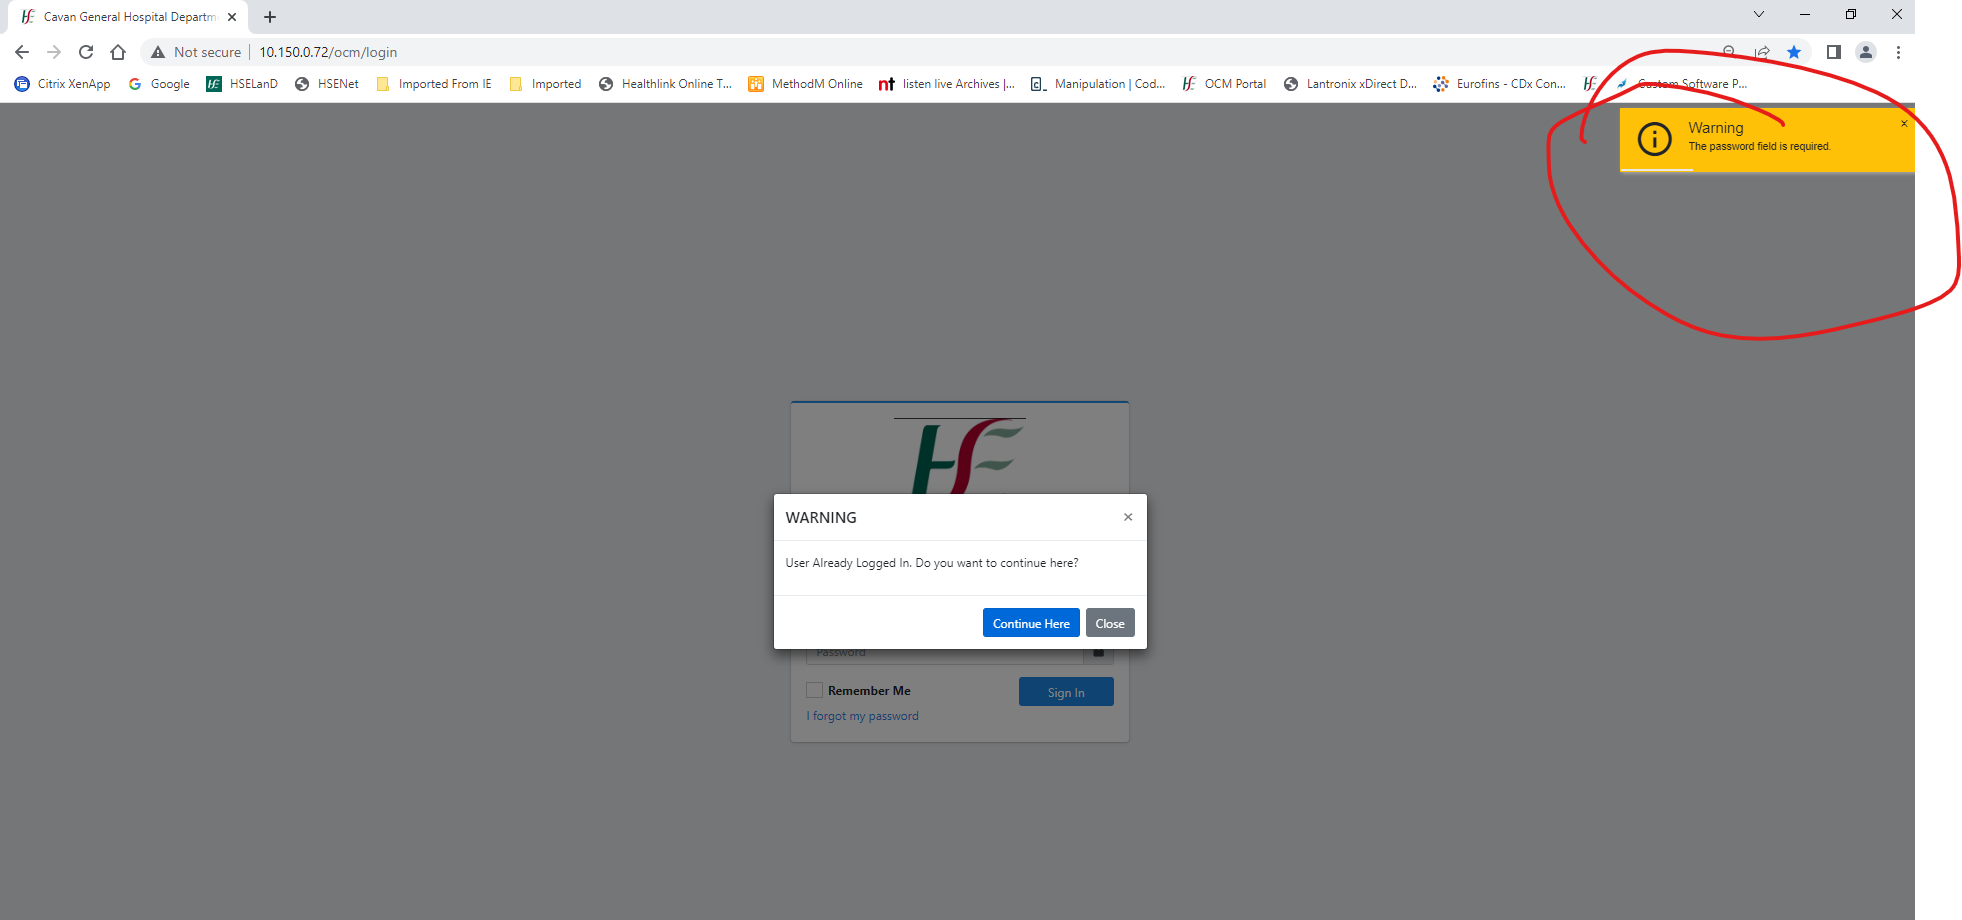 Cavan General Hospital Departm
Not secure 10.150.0.72/ocm/login
Citrix XenApp Google HSELanD HSENet Imported From IE Imported Healthlink Online T... MethodM Online nt listen live Archives |... Manipulation | Cod... OCM Portal Lantronix xDirect D... Eurofins - CDx Con... Custom Software P...
Warning
The password field is required.
WARNING
User Already Logged In. Do you want to continue here?
Continue Here Close
Password
Remember Me Sign In
I forgot my password